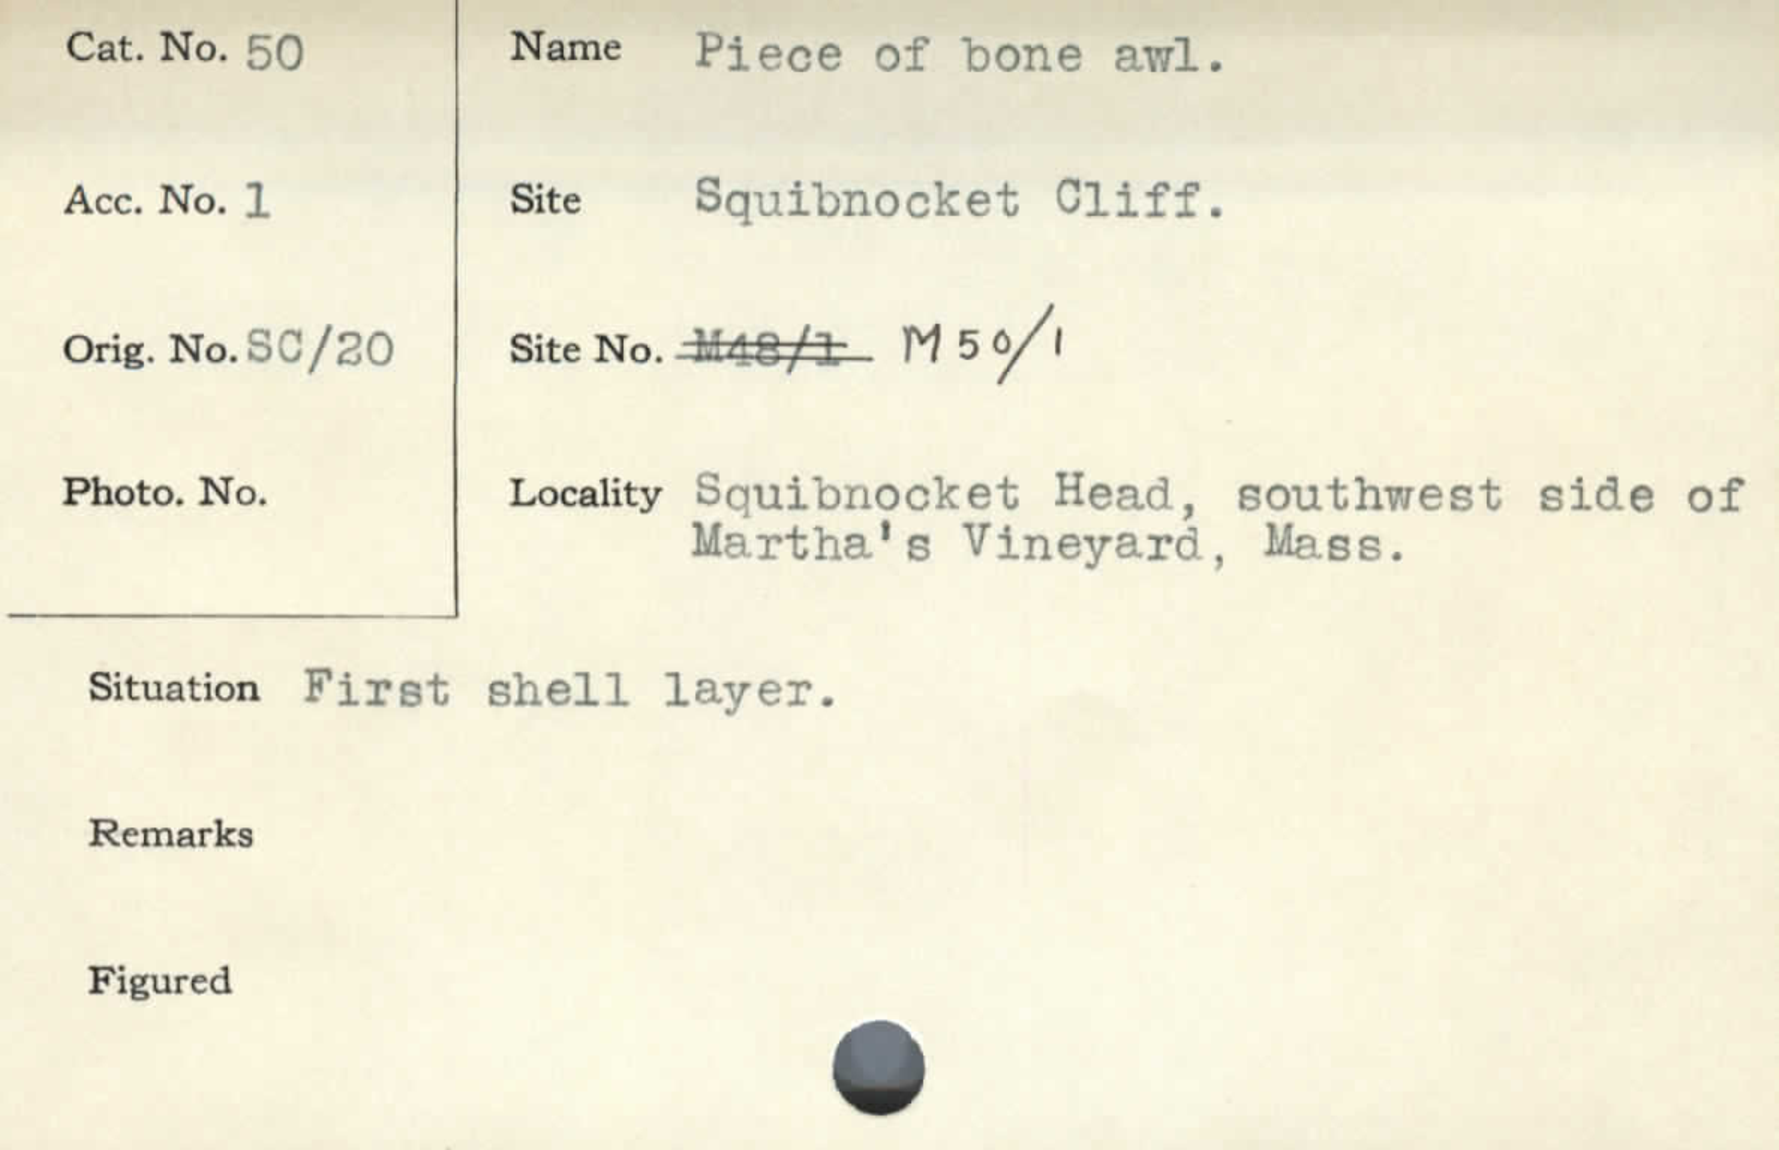 Cat. No. 50
Acc. No. 1
Orig. No. SC/20
Photo. No.
Name Piece of bone awl.
Site Squibnocket Cliff.
Site No. M48/1 M50/1
Locality Squibnocket Head, southwest side of
Martha's Vineyard, Mass.
Situation First shell layer.
Remarks
Figured